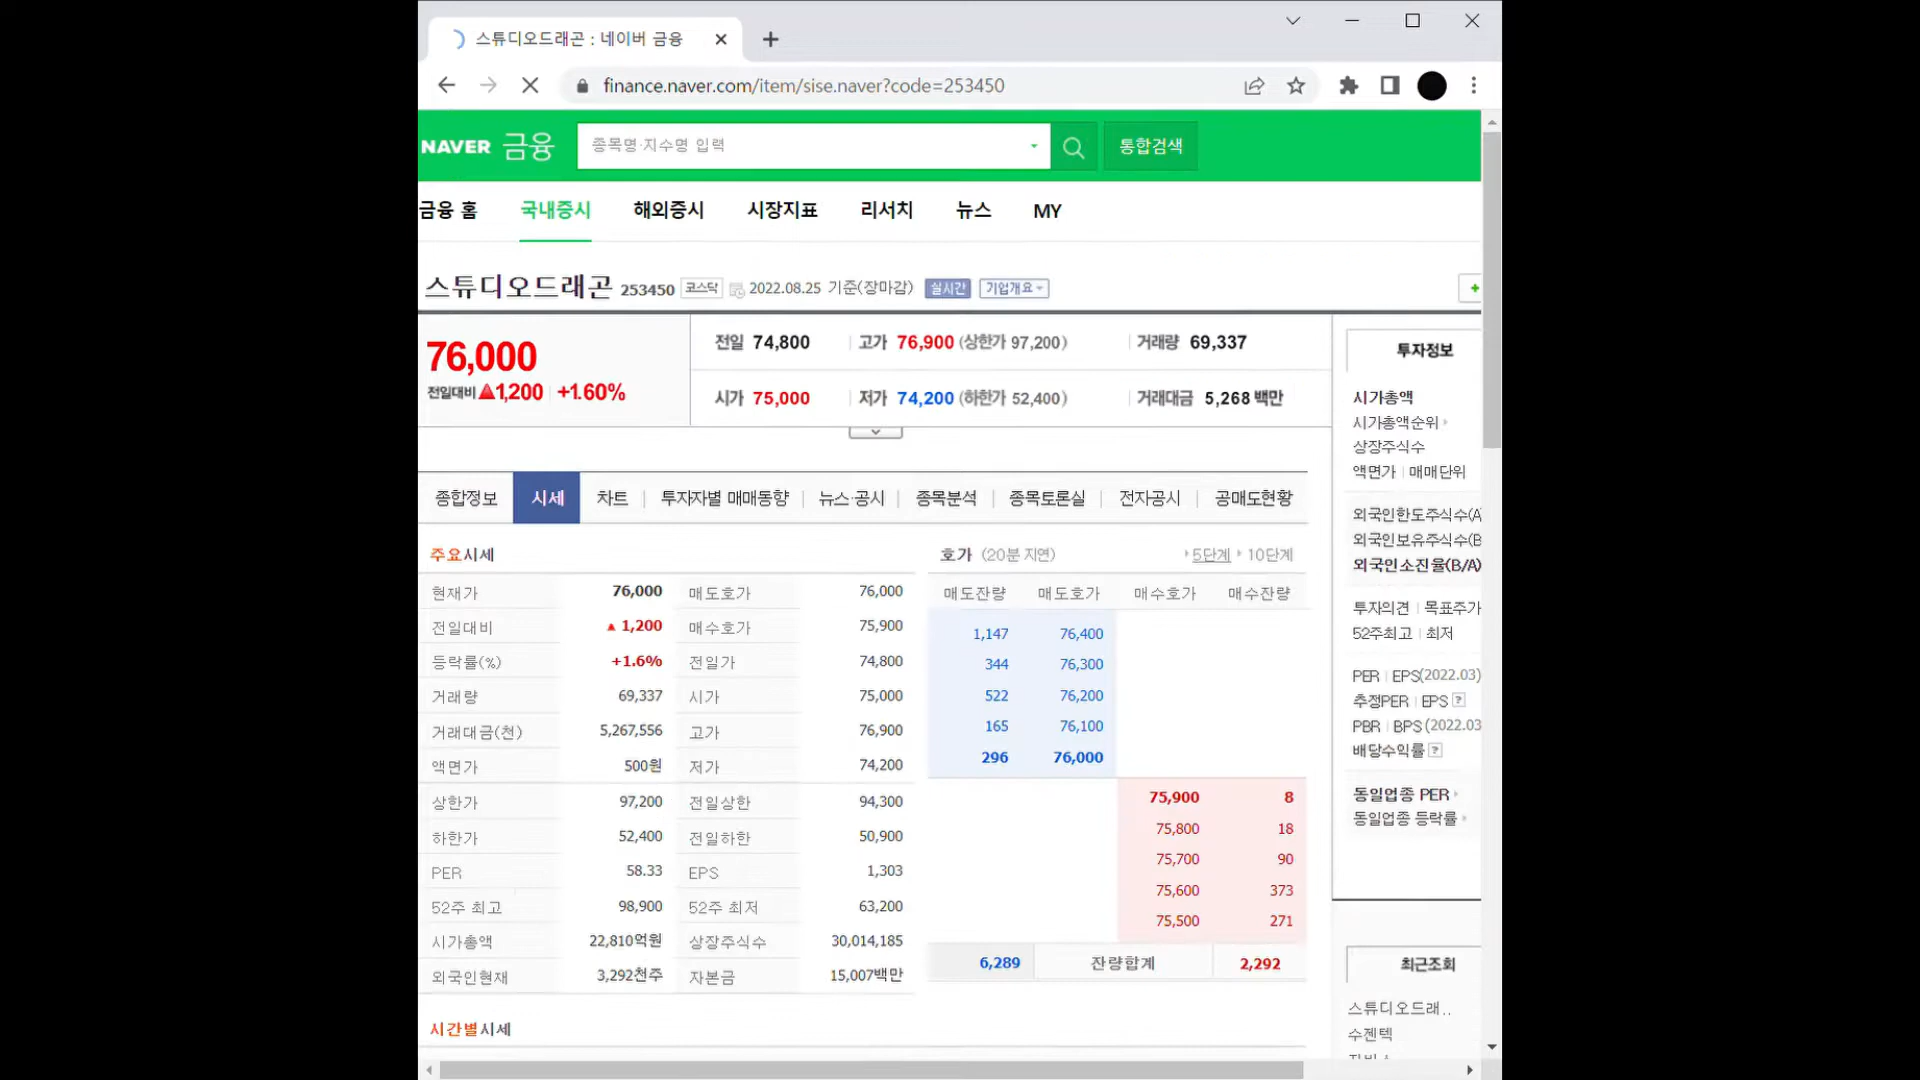 스튜디오드래곤 : 네이버 금융
finance.naver.com/item/sise.naver?code=253450
NAVER 금융 종목명·지수명 입력 통합검색
금융 홈 국내증시 해외증시 시장지표 리서치 뉴스 MY
스튜디오드래곤 253450 코스닥 2022.08.25 기준(장마감) 실시간 기업개요
76,000
전일대비 ▲1,200 +1.60%
전일 74,800 고가 76,900 (상한가 97,200) 거래량 69,337
시가 75,000 저가 74,200 (하한가 52,400) 거래대금 5,268 백만
종합정보 시세 차트 투자자별 매매동향 뉴스·공시 종목분석 종목토론실 전자공시 공매도현황
주요시세
현재가 76,000 매도호가 76,000
전일대비 ▲ 1,200 매수호가 75,900
등락률(%) +1.6% 전일가 74,800
거래량 69,337 시가 75,000
거래대금(천) 5,267,556 고가 76,900
액면가 500원 저가 74,200
상한가 97,200 전일상한 94,300
하한가 52,400 전일하한 50,900
PER 58.33 EPS 1,303
52주 최고 98,900 52주 최저 63,200
시가총액 22,810억원 상장주식수 30,014,185
외국인현재 3,292천주 자본금 15,007백만
호가 (20분 지연) 5단계 10단계
매도잔량 매도호가 매수호가 매수잔량
1,147 76,400
344 76,300
522 76,200
165 76,100
296 76,000
75,900 8
75,800 18
75,700 90
75,600 373
75,500 271
6,289 잔량합계 2,292
시간별시세
투자정보
시가총액
시가총액순위
상장주식수
액면가 매매단위
외국인한도주식수(A
외국인보유주식수(B
외국인소진율(B/A)
투자의견 목표주가
52주최고 최저
PER EPS(2022.03)
추정PER EPS ?
PBR BPS (2022.03
배당수익률 ?
동일업종 PER
동일업종 등락률
최근조회
스튜디오드래..
수젠텍